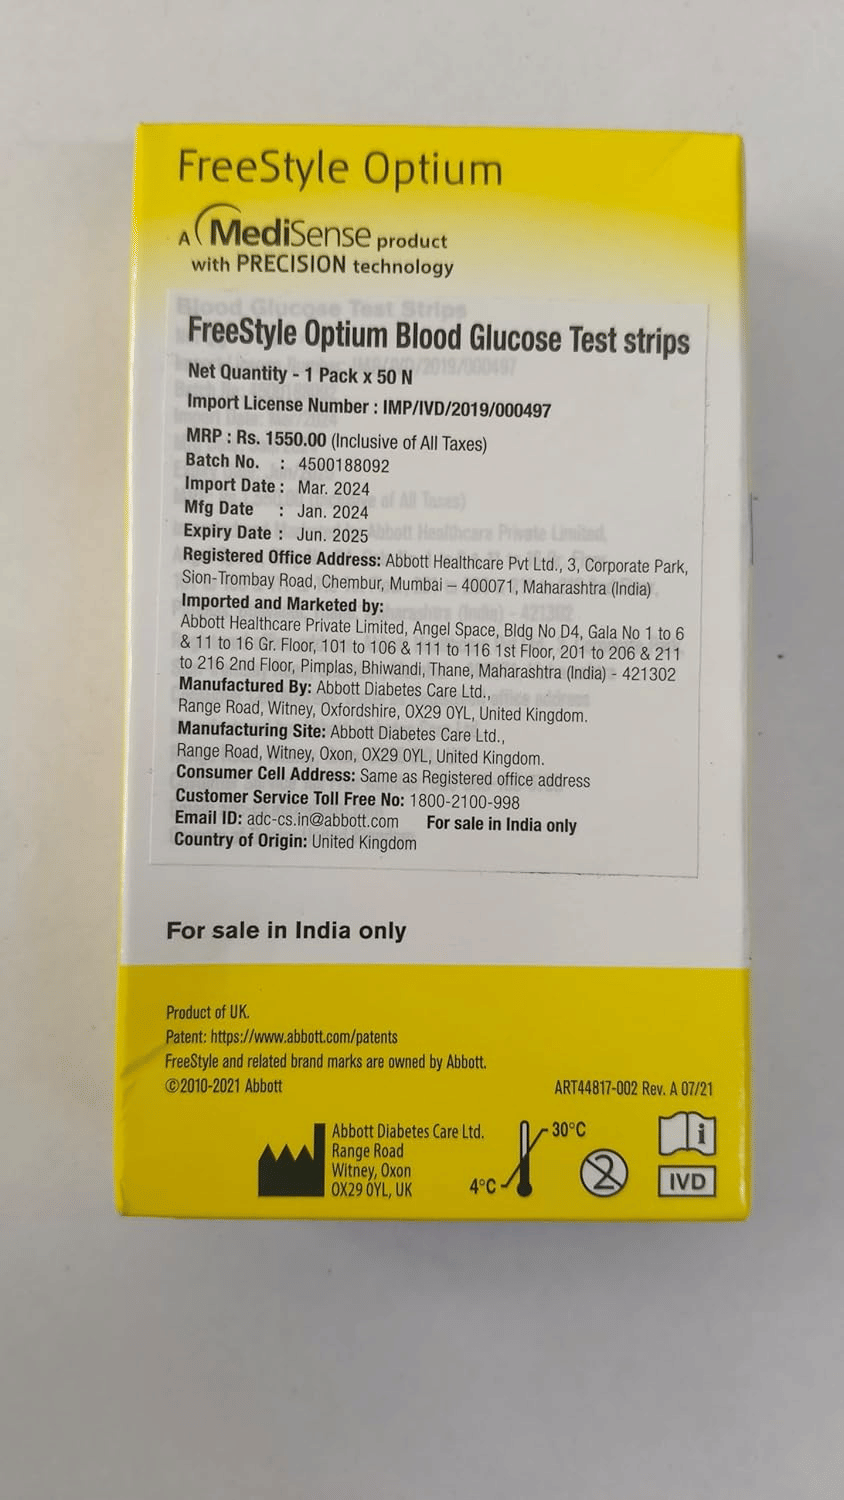 FreeStyle Optium
A MediSense product
with PRECISION technology
Blood Glucose Test Strips
FreeStyle Optium Blood Glucose Test strips
Net Quantity - 1 Pack x 50 N
Import License Number : IMP/IVD/2019/000497
MRP : Rs. 1550.00 (Inclusive of All Taxes)
Batch No. : 4500188092
Import Date : Mar. 2024
Mfg Date : Jan. 2024
Expiry Date : Jun. 2025
Registered Office Address: Abbott Healthcare Pvt Ltd., 3, Corporate Park,
Sion-Trombay Road, Chembur, Mumbai – 400071, Maharashtra (India)
Imported and Marketed by:
Abbott Healthcare Private Limited, Angel Space, Bldg No D4, Gala No 1 to 6
& 11 to 16 Gr. Floor, 101 to 106 & 111 to 116 1st Floor, 201 to 206 & 211
to 216 2nd Floor, Pimplas, Bhiwandi, Thane, Maharashtra (India) - 421302
Manufactured By: Abbott Diabetes Care Ltd.,
Range Road, Witney, Oxfordshire, OX29 0YL, United Kingdom.
Manufacturing Site: Abbott Diabetes Care Ltd.,
Range Road, Witney, Oxon, OX29 0YL, United Kingdom.
Consumer Cell Address: Same as Registered office address
Customer Service Toll Free No: 1800-2100-998
Email ID: adc-cs.in@abbott.com For sale in India only
Country of Origin: United Kingdom
For sale in India only
Product of UK.
Patent: https://www.abbott.com/patents
FreeStyle and related brand marks are owned by Abbott.
©2010-2021 Abbott
ART44817-002 Rev. A 07/21
Abbott Diabetes Care Ltd.
Range Road
Witney, Oxon
OX29 0YL, UK
30°C
4°C
2
i
IVD